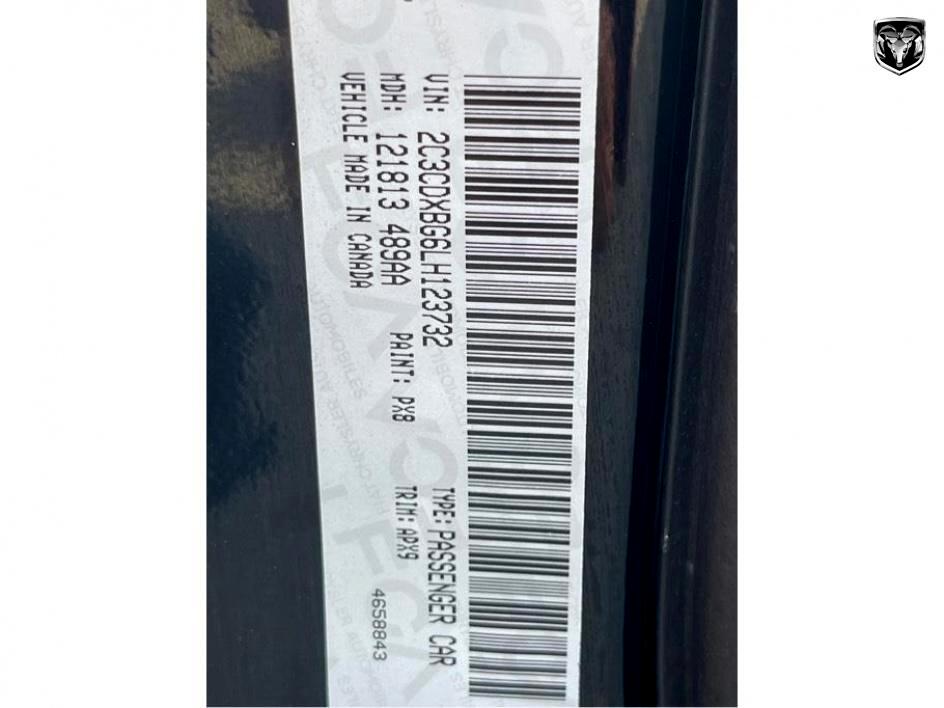 VIN: 2C3CDXBG6LH123732 TYPE: PASSENGER CAR
MDH: 121813 489AA PAINT: PX8 TRIM: APX9
VEHICLE MADE IN CANADA 4658843